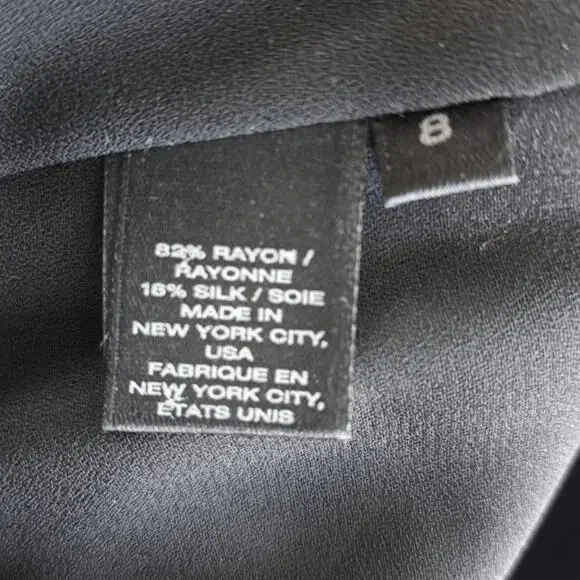 8
82% RAYON /
RAYONNE
18% SILK / SOIE
MADE IN
NEW YORK CITY,
USA
FABRIQUE EN
NEW YORK CITY,
ETATS UNIS